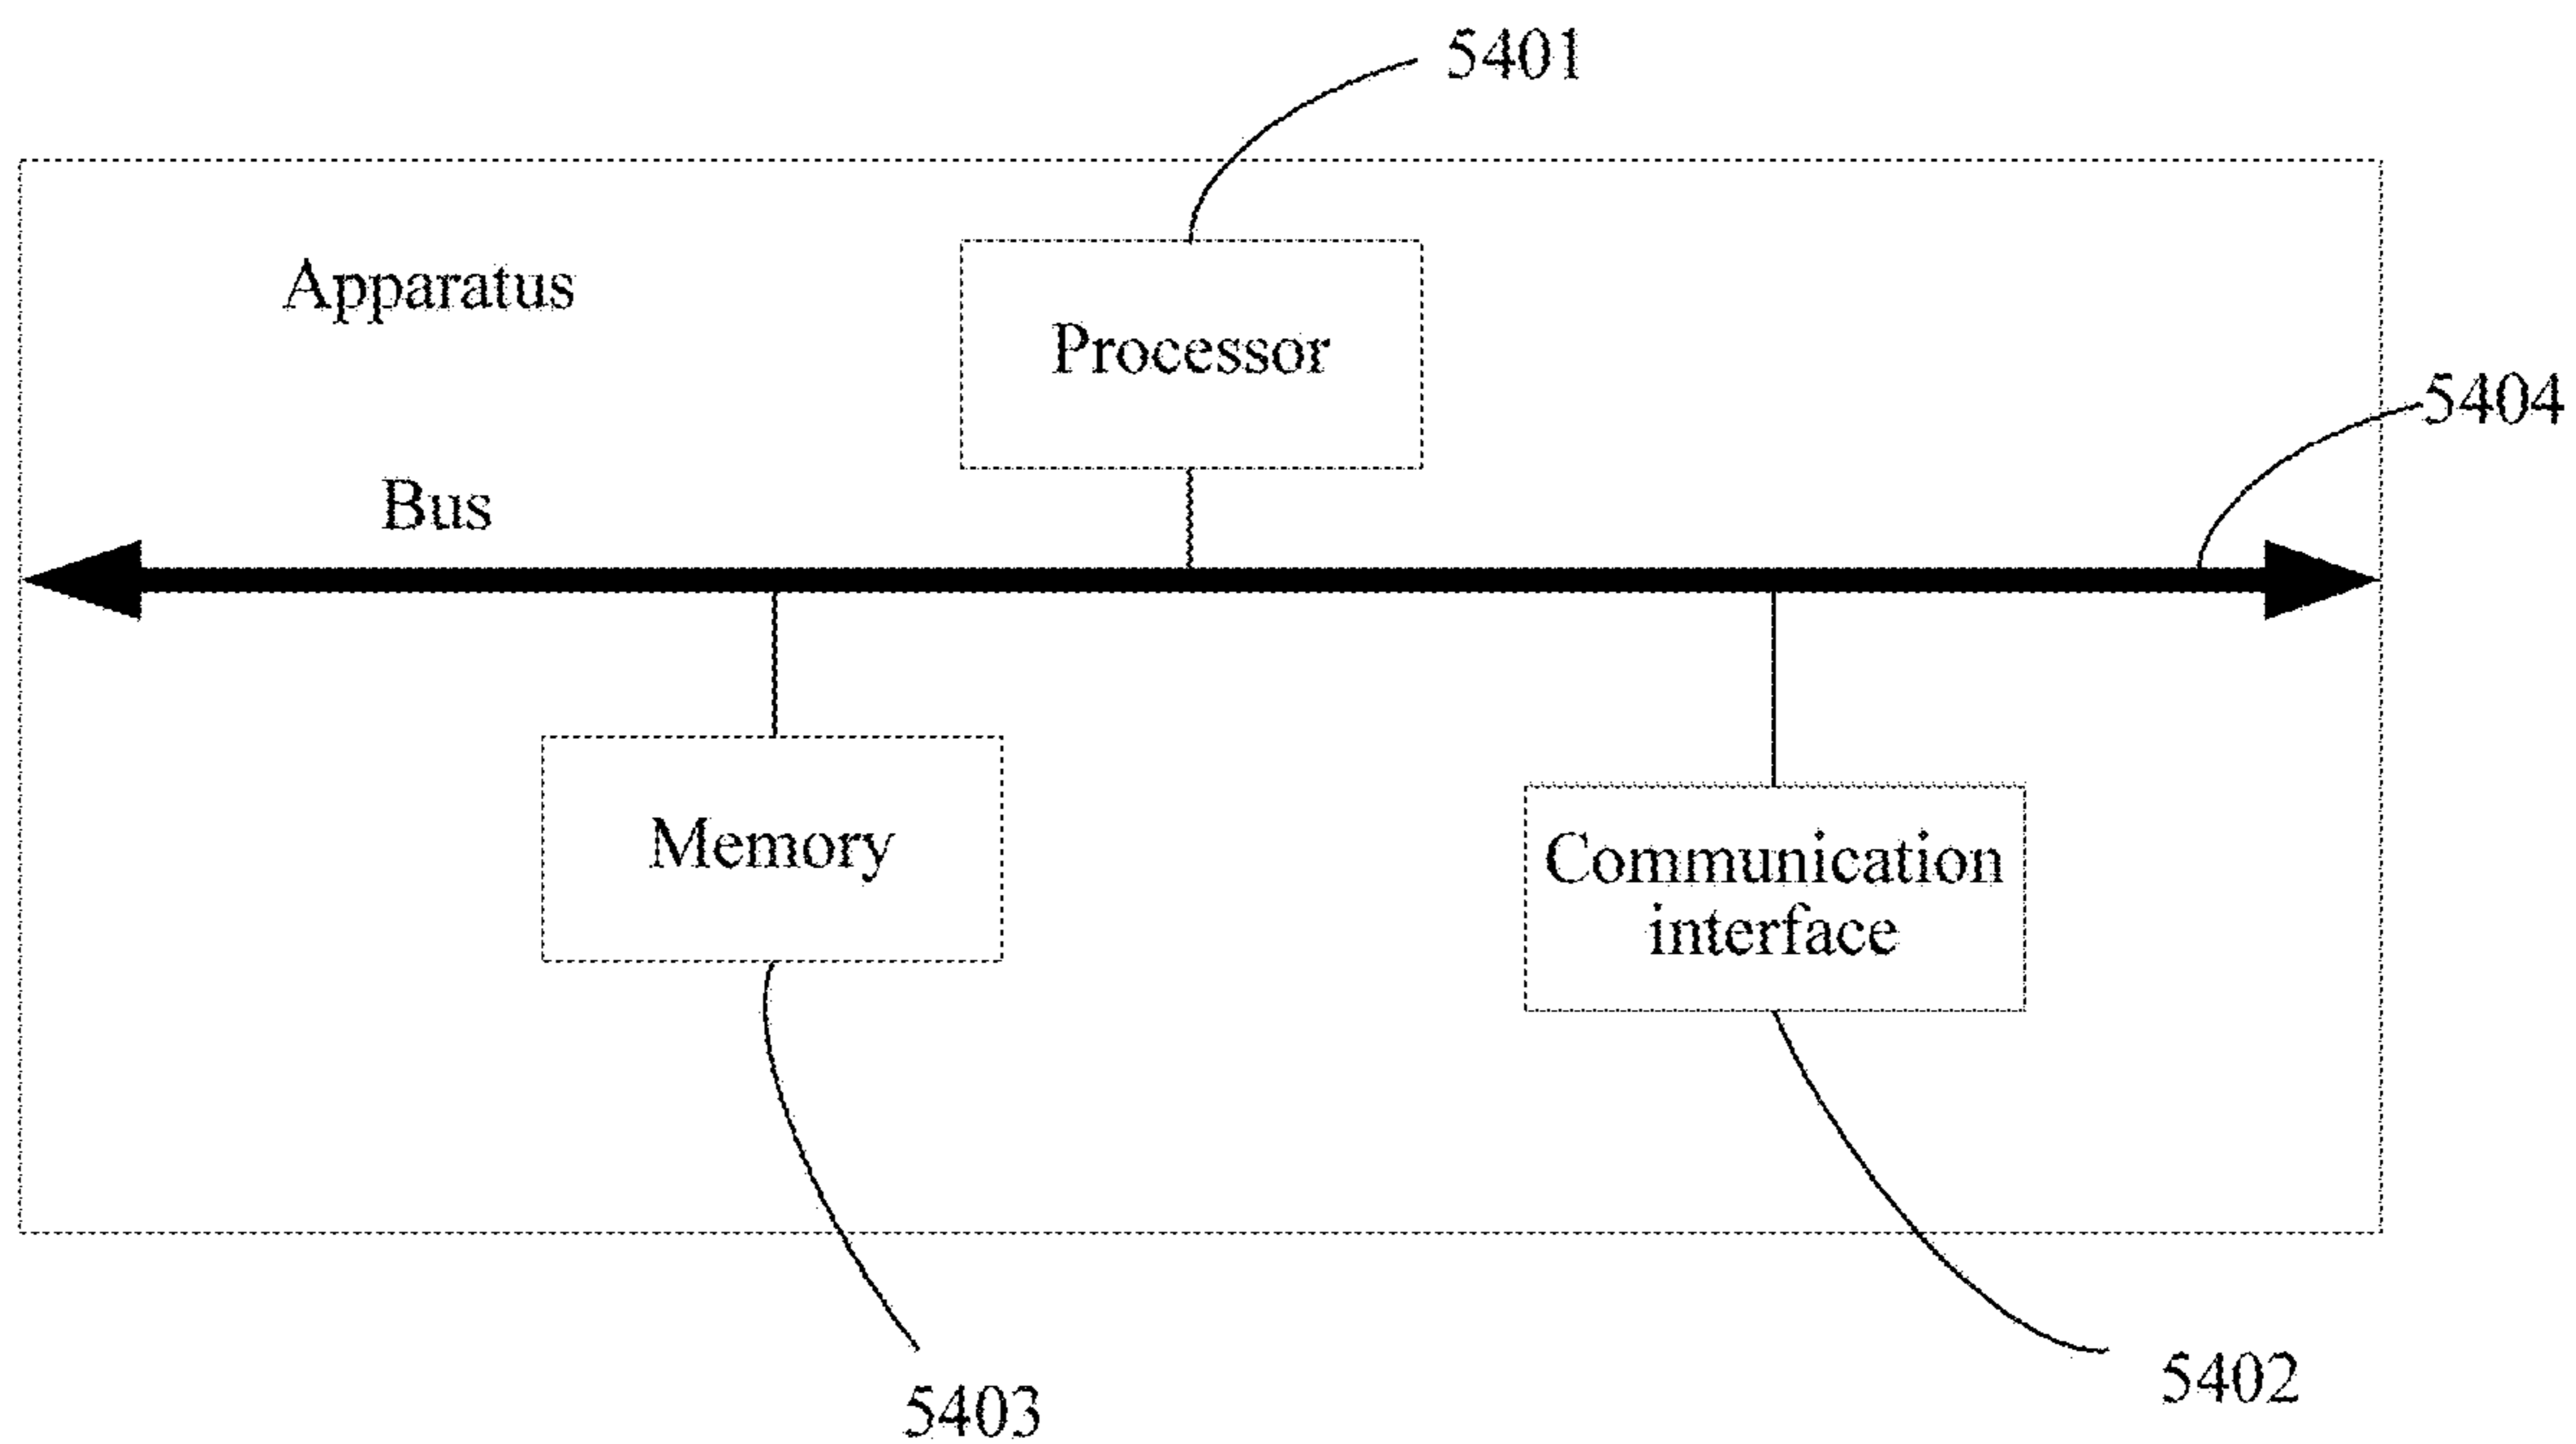 5401
Apparatus
Processor
5404
Bus
Memory
Communication
interface
5402
5403